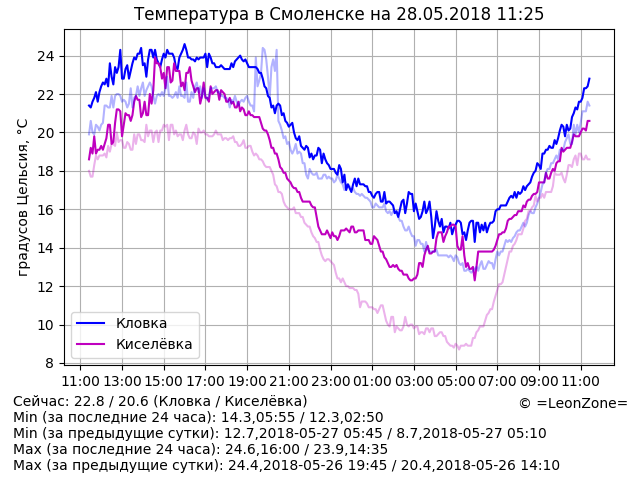 Температура в Смоленске на 28.05.2018 11:25
градусов Цельсия, °C
24
22
20
18
16
14
12
10
8
Кловка
Киселёвка
11:00 13:00 15:00 17:00 19:00 21:00 23:00 01:00 03:00 05:00 07:00 09:00 11:00
Сейчас: 22.8 / 20.6 (Кловка / Киселёвка)
© =LeonZone=
Min (за последние 24 часа): 14.3,05:55 / 12.3,02:50
Min (за предыдущие сутки): 12.7,2018-05-27 05:45 / 8.7,2018-05-27 05:10
Max (за последние 24 часа): 24.6,16:00 / 23.9,14:35
Max (за предыдущие сутки): 24.4,2018-05-26 19:45 / 20.4,2018-05-26 14:10